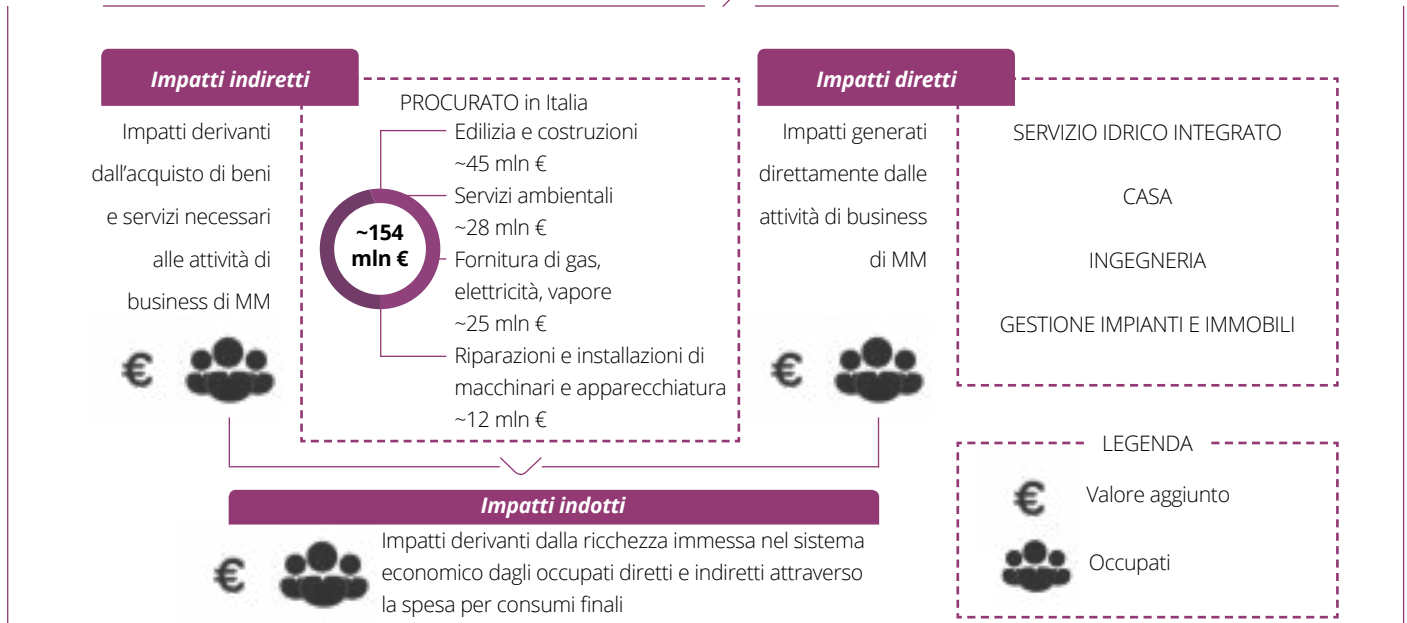 Impatti indiretti
Impatti derivanti
dall'acquisto di beni
e servizi necessari
alle attività di
business di MM
€
PROCURATO in Italia
~154
mln €
Edilizia e costruzioni
~45 mln €
Servizi ambientali
~28 mln €
Fornitura di gas,
elettricità, vapore
~25 mln €
Riparazioni e installazioni di
macchinari e apparecchiatura
~12 mln €
Impatti diretti
Impatti generati
direttamente dalle
attività di business
di MM
€
SERVIZIO IDRICO INTEGRATO
CASA
INGEGNERIA
GESTIONE IMPIANTI E IMMOBILI
Impatti indotti
€
Impatti derivanti dalla ricchezza immessa nel sistema
economico dagli occupati diretti e indiretti attraverso
la spesa per consumi finali
LEGENDA
€ Valore aggiunto
Occupati